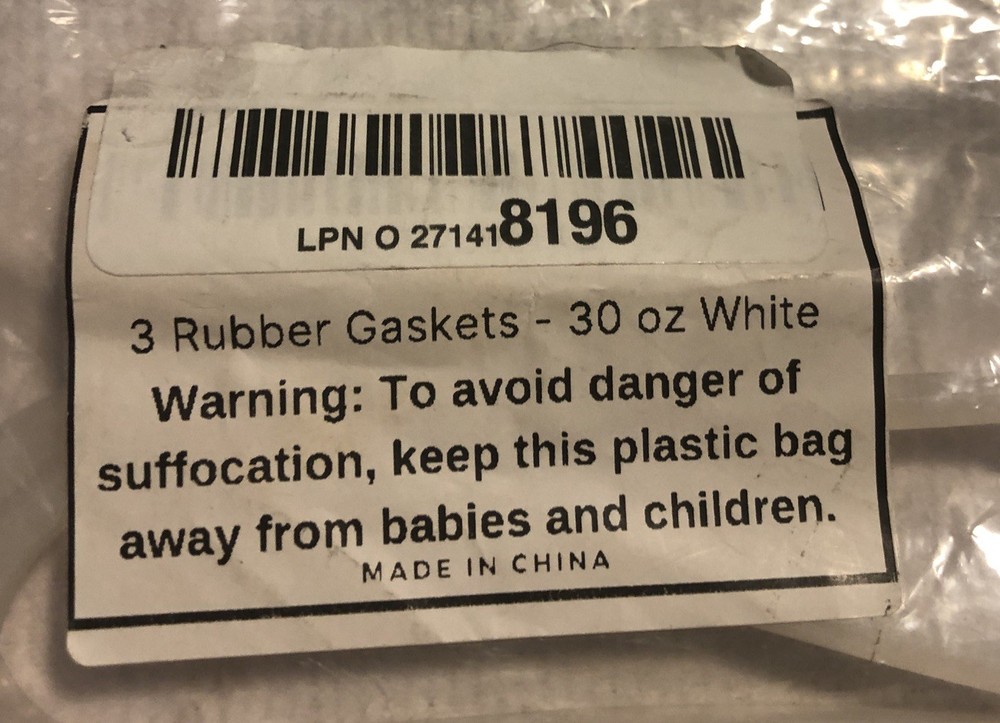 LPN O 271418196
3 Rubber Gaskets - 30 oz White
Warning: To avoid danger of
suffocation, keep this plastic bag
away from babies and children.
MADE IN CHINA